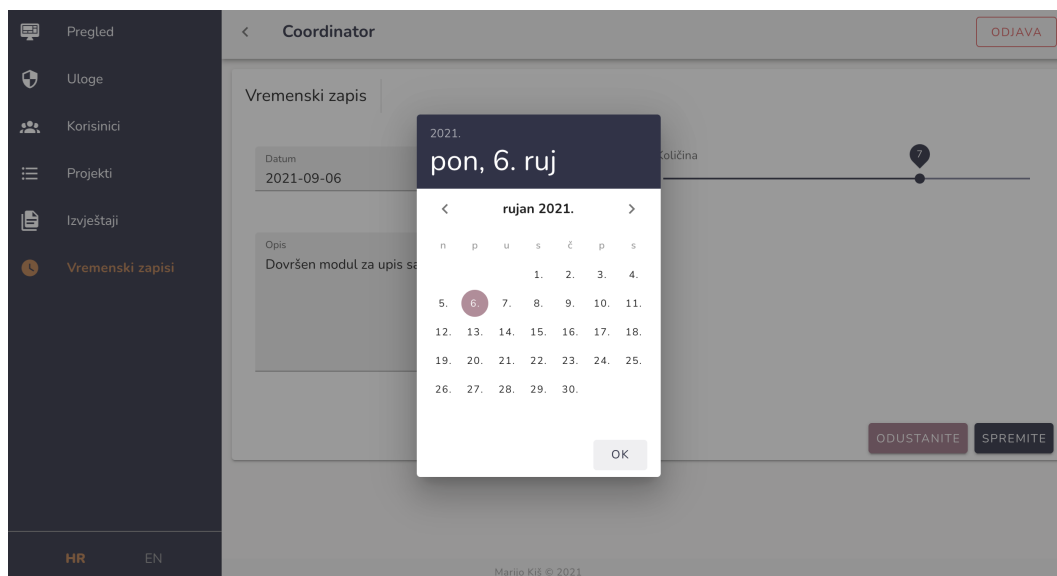 Pregled
Uloge
Korisinici
Projekti
Izvještaji
Vremenski zapisi
HR EN
Coordinator
ODJAVA
Vremenski zapis
Datum
2021-09-06
Količina
7
Opis
Dovršen modul za upis
2021.
pon, 6. ruj
rujan 2021.
n p u s č p s
1. 2. 3. 4.
5. 6. 7. 8. 9. 10. 11.
12. 13. 14. 15. 16. 17. 18.
19. 20. 21. 22. 23. 24. 25.
26. 27. 28. 29. 30.
OK
ODUSTANITE SPREMITE
Marijo Kiš © 2021